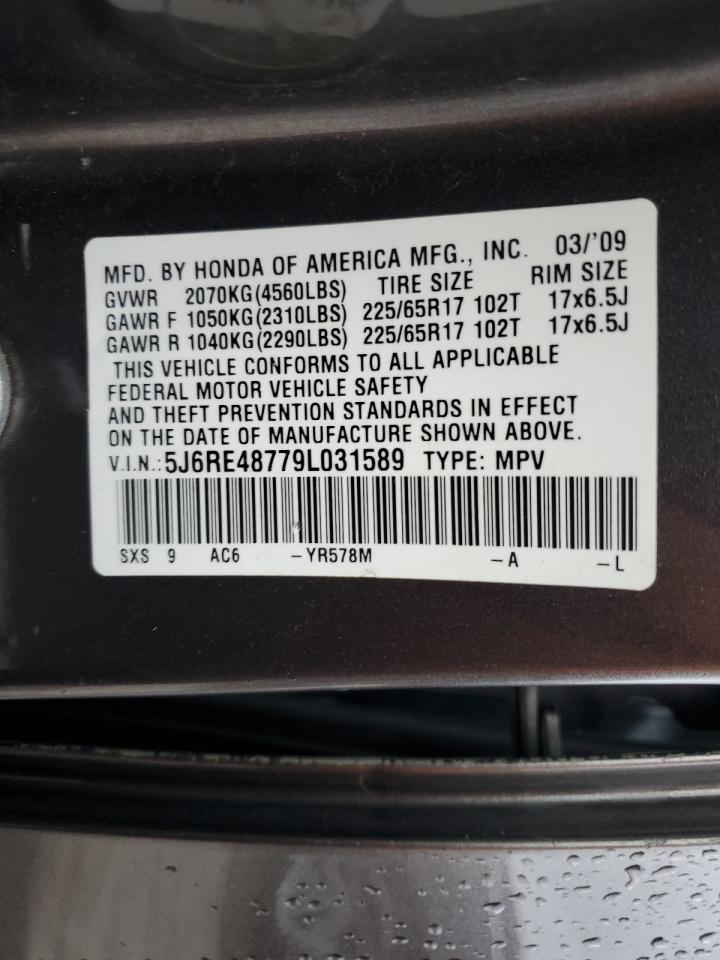 MFD. BY HONDA OF AMERICA MFG., INC. 03/'09
GVWR 2070KG(4560LBS) TIRE SIZE RIM SIZE
GAWR F 1050KG(2310LBS) 225/65R17 102T 17x6.5J
GAWR R 1040KG(2290LBS) 225/65R17 102T 17x6.5J
THIS VEHICLE CONFORMS TO ALL APPLICABLE
FEDERAL MOTOR VEHICLE SAFETY
AND THEFT PREVENTION STANDARDS IN EFFECT
ON THE DATE OF MANUFACTURE SHOWN ABOVE.
V.I.N.:5J6RE48779L031589 TYPE: MPV
SXS 9 AC6 -YR578M -A -L